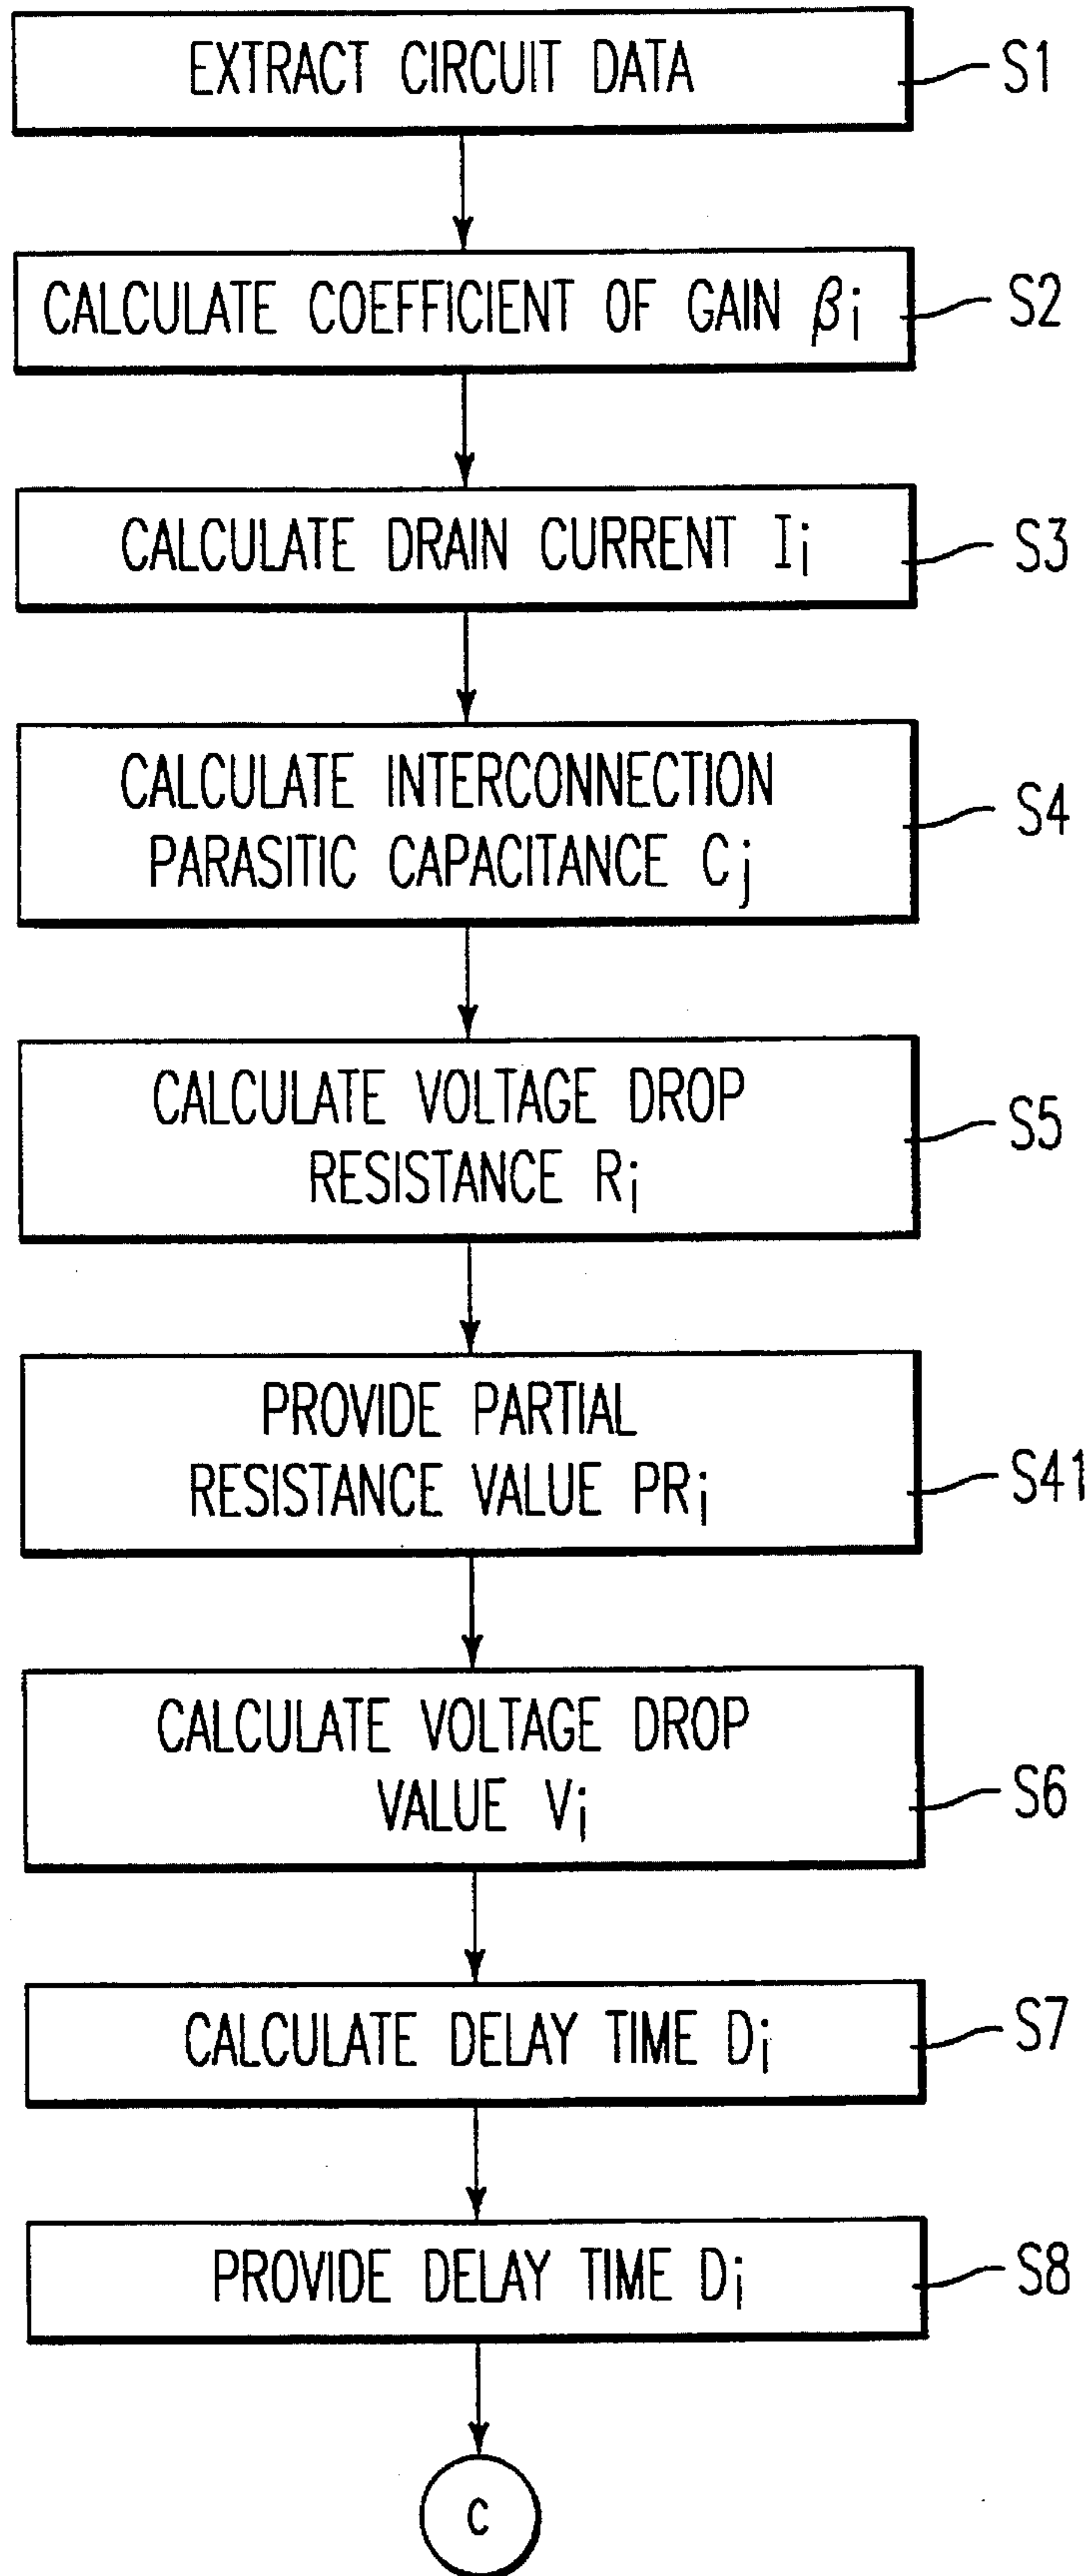 EXTRACT CIRCUIT DATA
S1
CALCULATE COEFFICIENT OF GAIN βi
S2
CALCULATE DRAIN CURRENT Ii
S3
CALCULATE INTERCONNECTION
PARASITIC CAPACITANCE Cj
S4
CALCULATE VOLTAGE DROP
RESISTANCE Ri
S5
PROVIDE PARTIAL
RESISTANCE VALUE PRi
S41
CALCULATE VOLTAGE DROP
VALUE Vi
S6
CALCULATE DELAY TIME Di
S7
PROVIDE DELAY TIME Di
S8
C